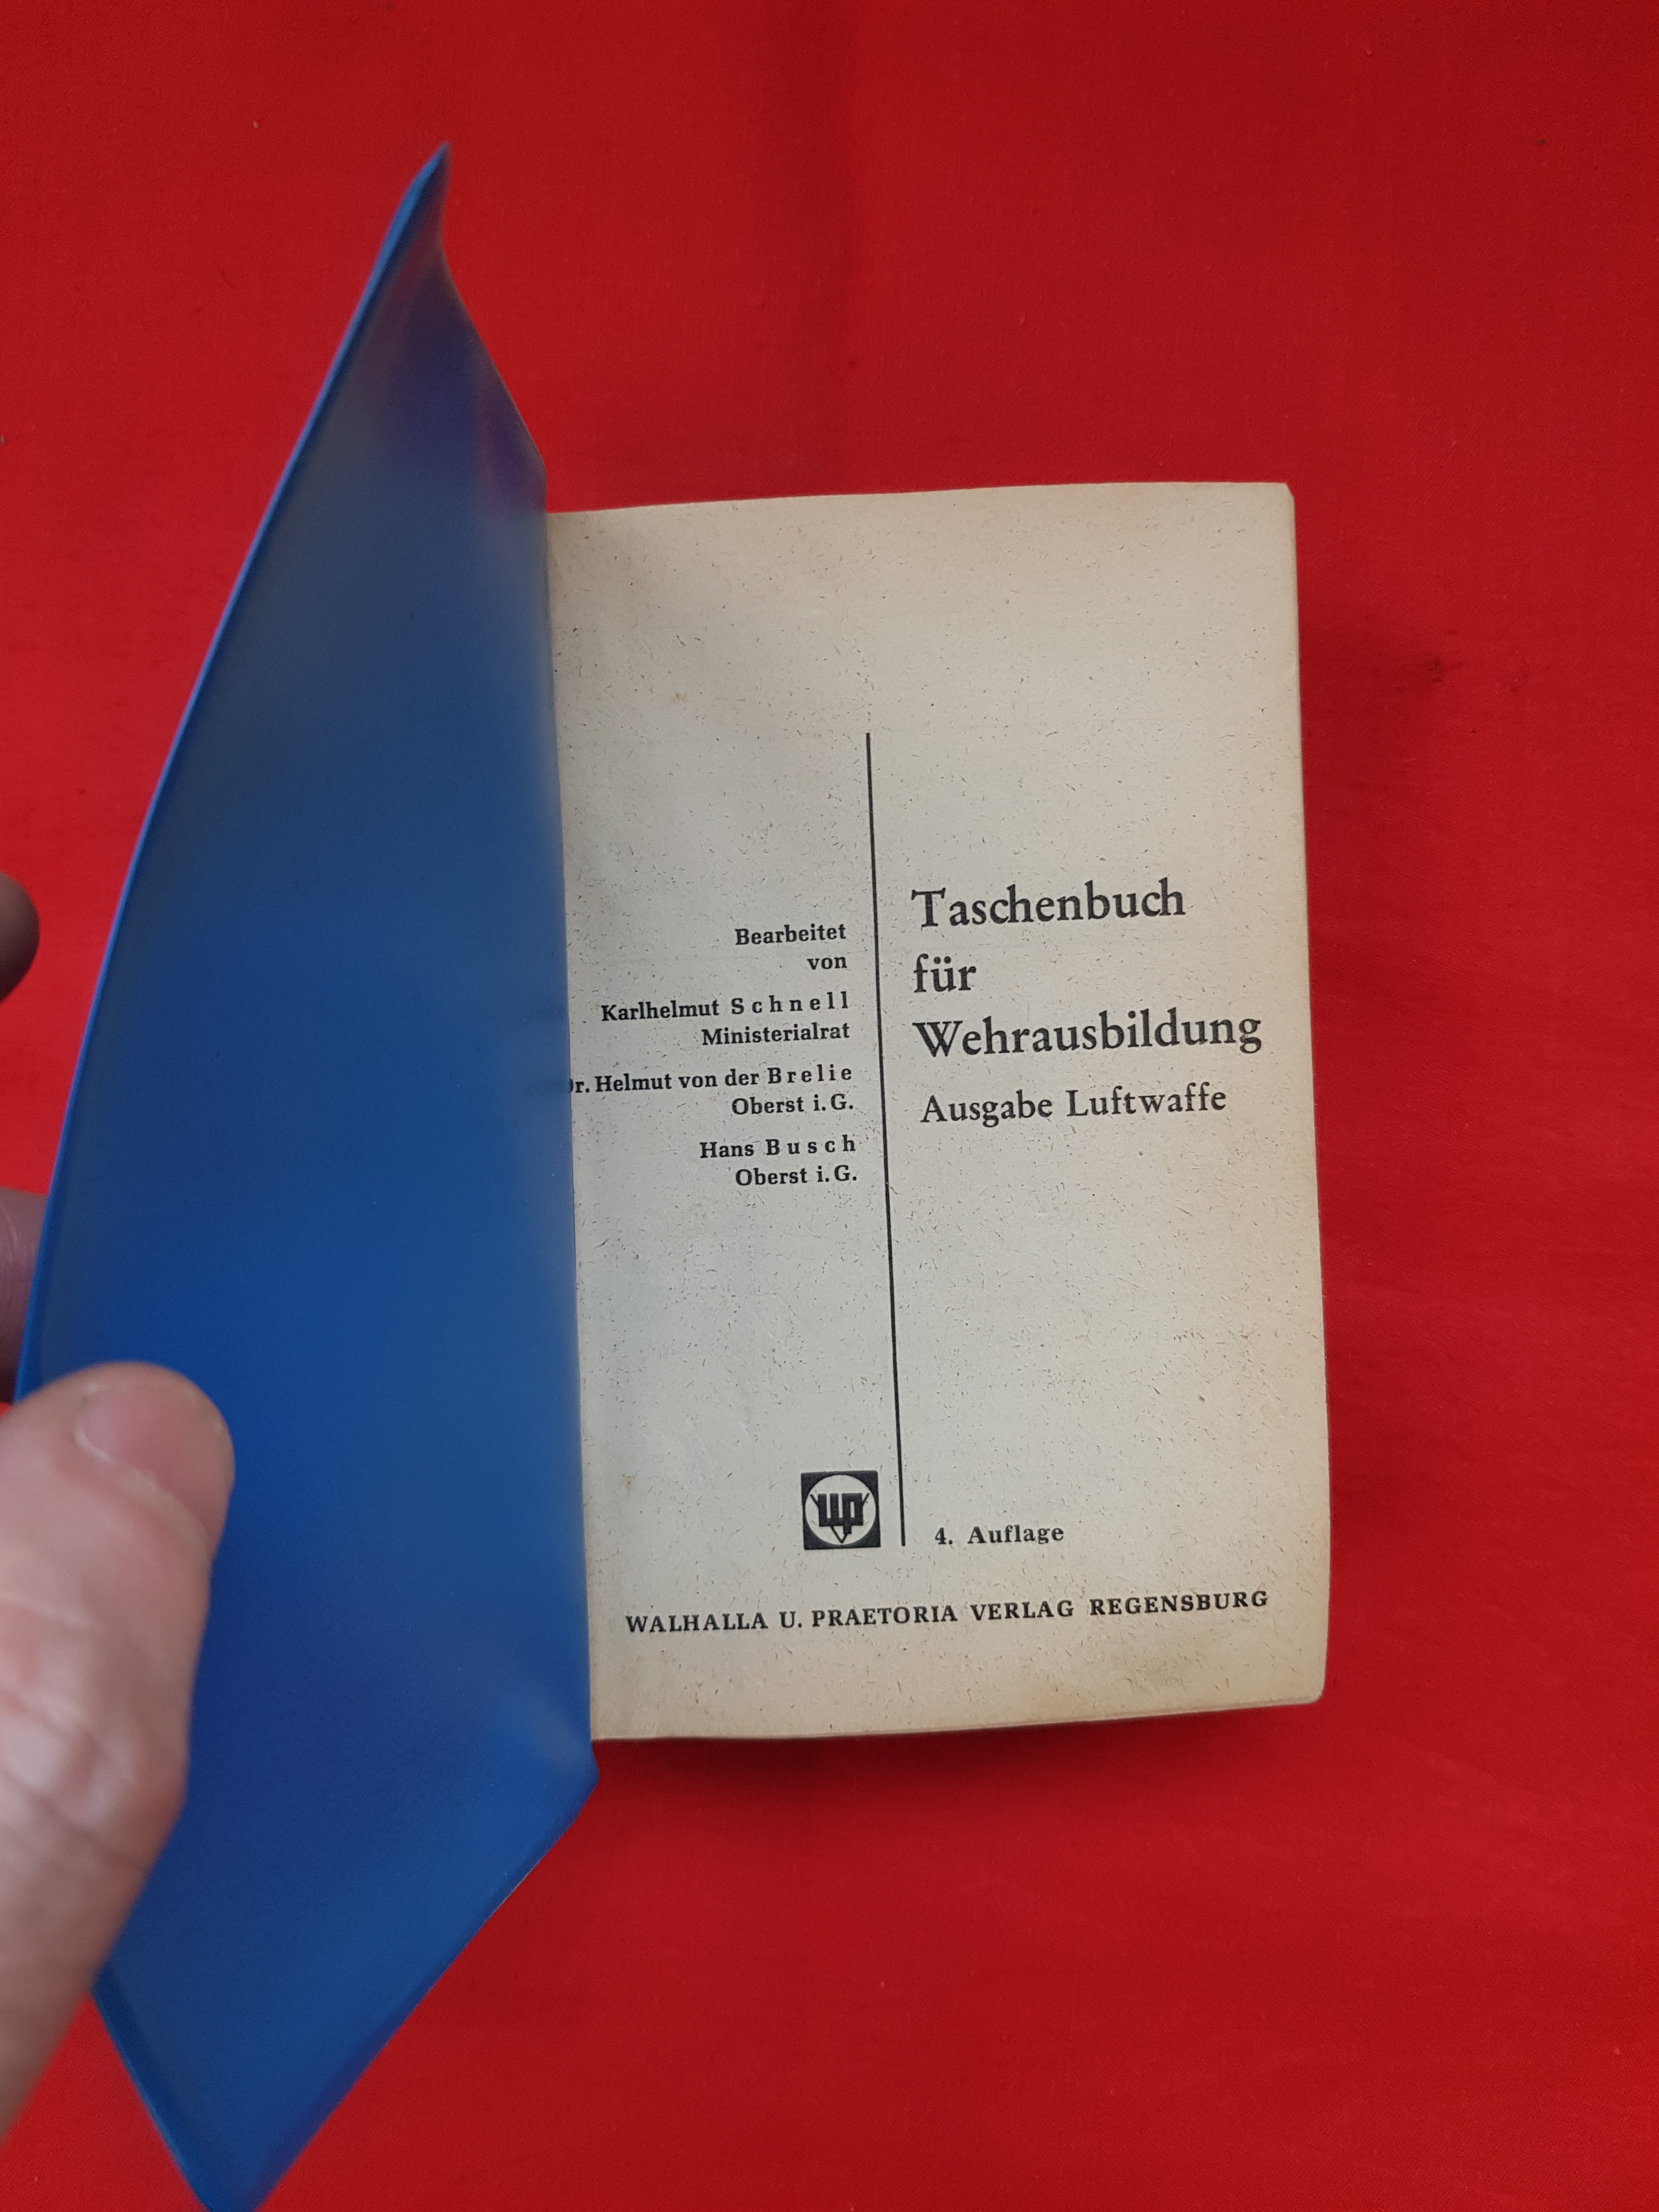 Bearbeitet
von
Karlhelmut Schnell
Ministerialrat
Dr. Helmut von der Brelie
Oberst i. G.
Hans Busch
Oberst i. G.
Taschenbuch
für
Wehrausbildung
Ausgabe Luftwaffe
4. Auflage
WALHALLA U. PRAETORIA VERLAG REGENSBURG